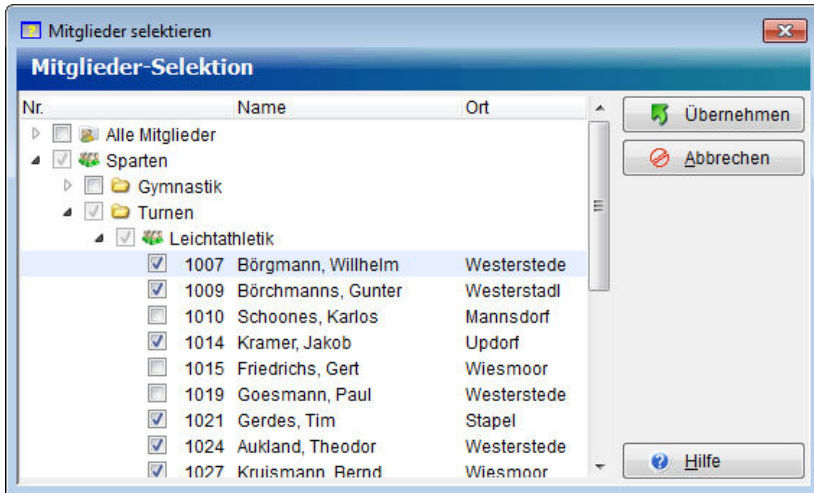 Mitglieder selektieren
Mitglieder-Selektion
Nr. Name Ort
Alle Mitglieder
Sparten
Gymnastik
Turnen
Leichtathletik
1007 Börgmann, Willhelm Westerstede
1009 Börchmanns, Gunter Westerstadl
1010 Schoones, Karlos Mannsdorf
1014 Kramer, Jakob Updorf
1015 Friedrichs, Gert Wiesmoor
1019 Goesmann, Paul Westerstede
1021 Gerdes, Tim Stapel
1024 Aukland, Theodor Westerstede
1027 Kruismann, Bernd Wiesmoor
Übernehmen
Abbrechen
Hilfe